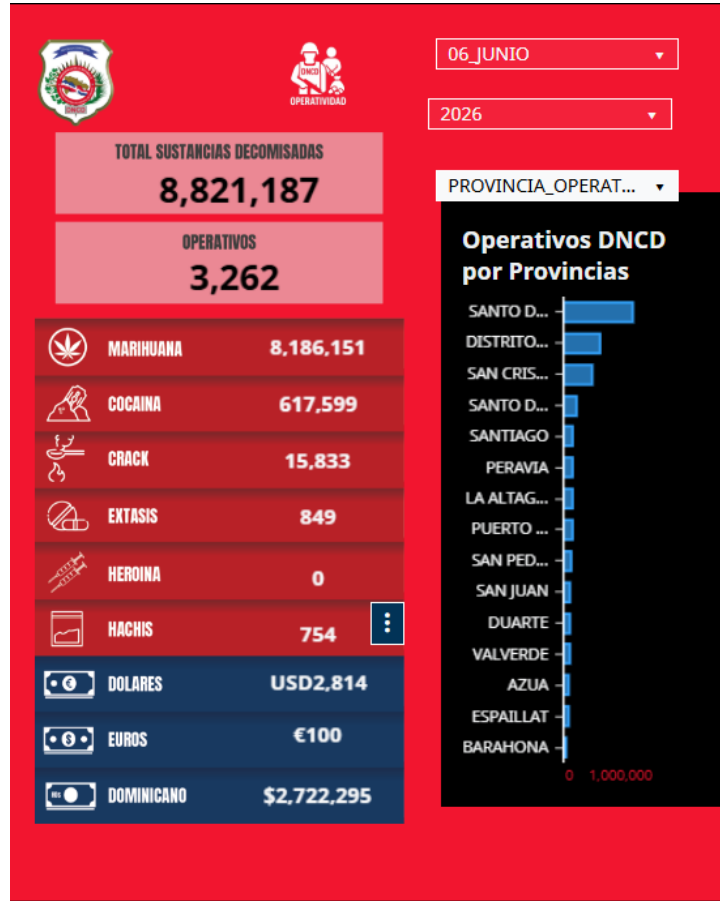 DNCD
OPERATIVIDAD
06_JUNIO
2026
TOTAL SUSTANCIAS DECOMISADAS
8,821,187
OPERATIVOS
3,262
MARIHUANA 8,186,151
COCAINA 617,599
CRACK 15,833
EXTASIS 849
HEROINA 0
HACHIS 754
DOLARES USD2,814
EUROS €100
DOMINICANO $2,722,295
PROVINCIA_OPERAT...
Operativos DNCD
por Provincias
SANTO D...
DISTRITO...
SAN CRIS...
SANTO D...
SANTIAGO
PERAVIA
LA ALTAG...
PUERTO ...
SAN PED...
SAN JUAN
DUARTE
VALVERDE
AZUA
ESPAILLAT
BARAHONA
0 1,000,000